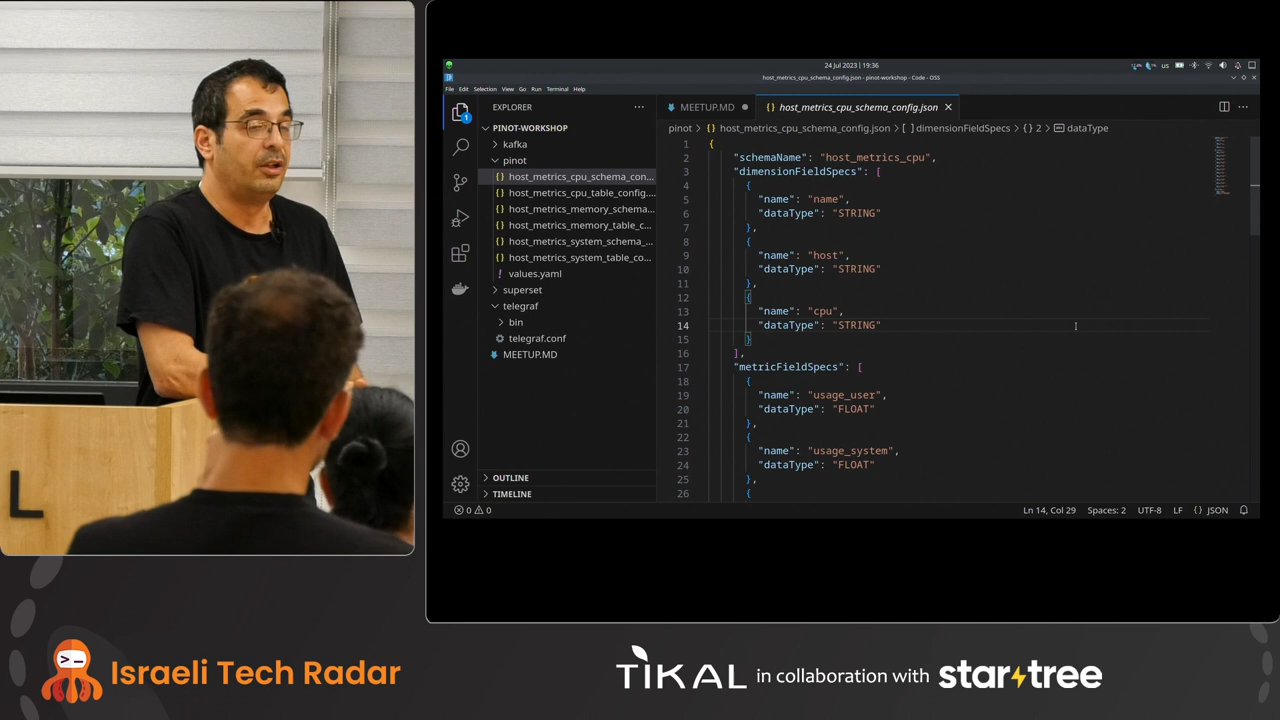 24 Jul 2023 | 19:36
us
host_metrics_cpu_schema_config.json - pinot-workshop - Code - OSS
File Edit Selection View Go Run Terminal Help
EXPLORER
PINOT-WORKSHOP
kafka
pinot
host_metrics_cpu_schema_con...
host_metrics_cpu_table_config....
host_metrics_memory_schema...
host_metrics_memory_table_c...
host_metrics_system_schema_...
host_metrics_system_table_co...
values.yaml
superset
telegraf
bin
telegraf.conf
MEETUP.MD
OUTLINE
TIMELINE
1
MEETUP.MD
host_metrics_cpu_schema_config.json
pinot > {} host_metrics_cpu_schema_config.json > [ ] dimensionFieldSpecs > {} 2 > dataType
1 {
2 "schemaName": "host_metrics_cpu",
3 "dimensionFieldSpecs": [
4 {
5 "name": "name",
6 "dataType": "STRING"
7 },
8 {
9 "name": "host",
10 "dataType": "STRING"
11 },
12 {
13 "name": "cpu",
14 "dataType": "STRING"
15 }
16 ],
17 "metricFieldSpecs": [
18 {
19 "name": "usage_user",
20 "dataType": "FLOAT"
21 },
22 {
23 "name": "usage_system",
24 "dataType": "FLOAT"
25 },
26 {
0 0
Ln 14, Col 29 Spaces: 2 UTF-8 LF {} JSON
L
Israeli Tech Radar
TIKAL in collaboration with startree